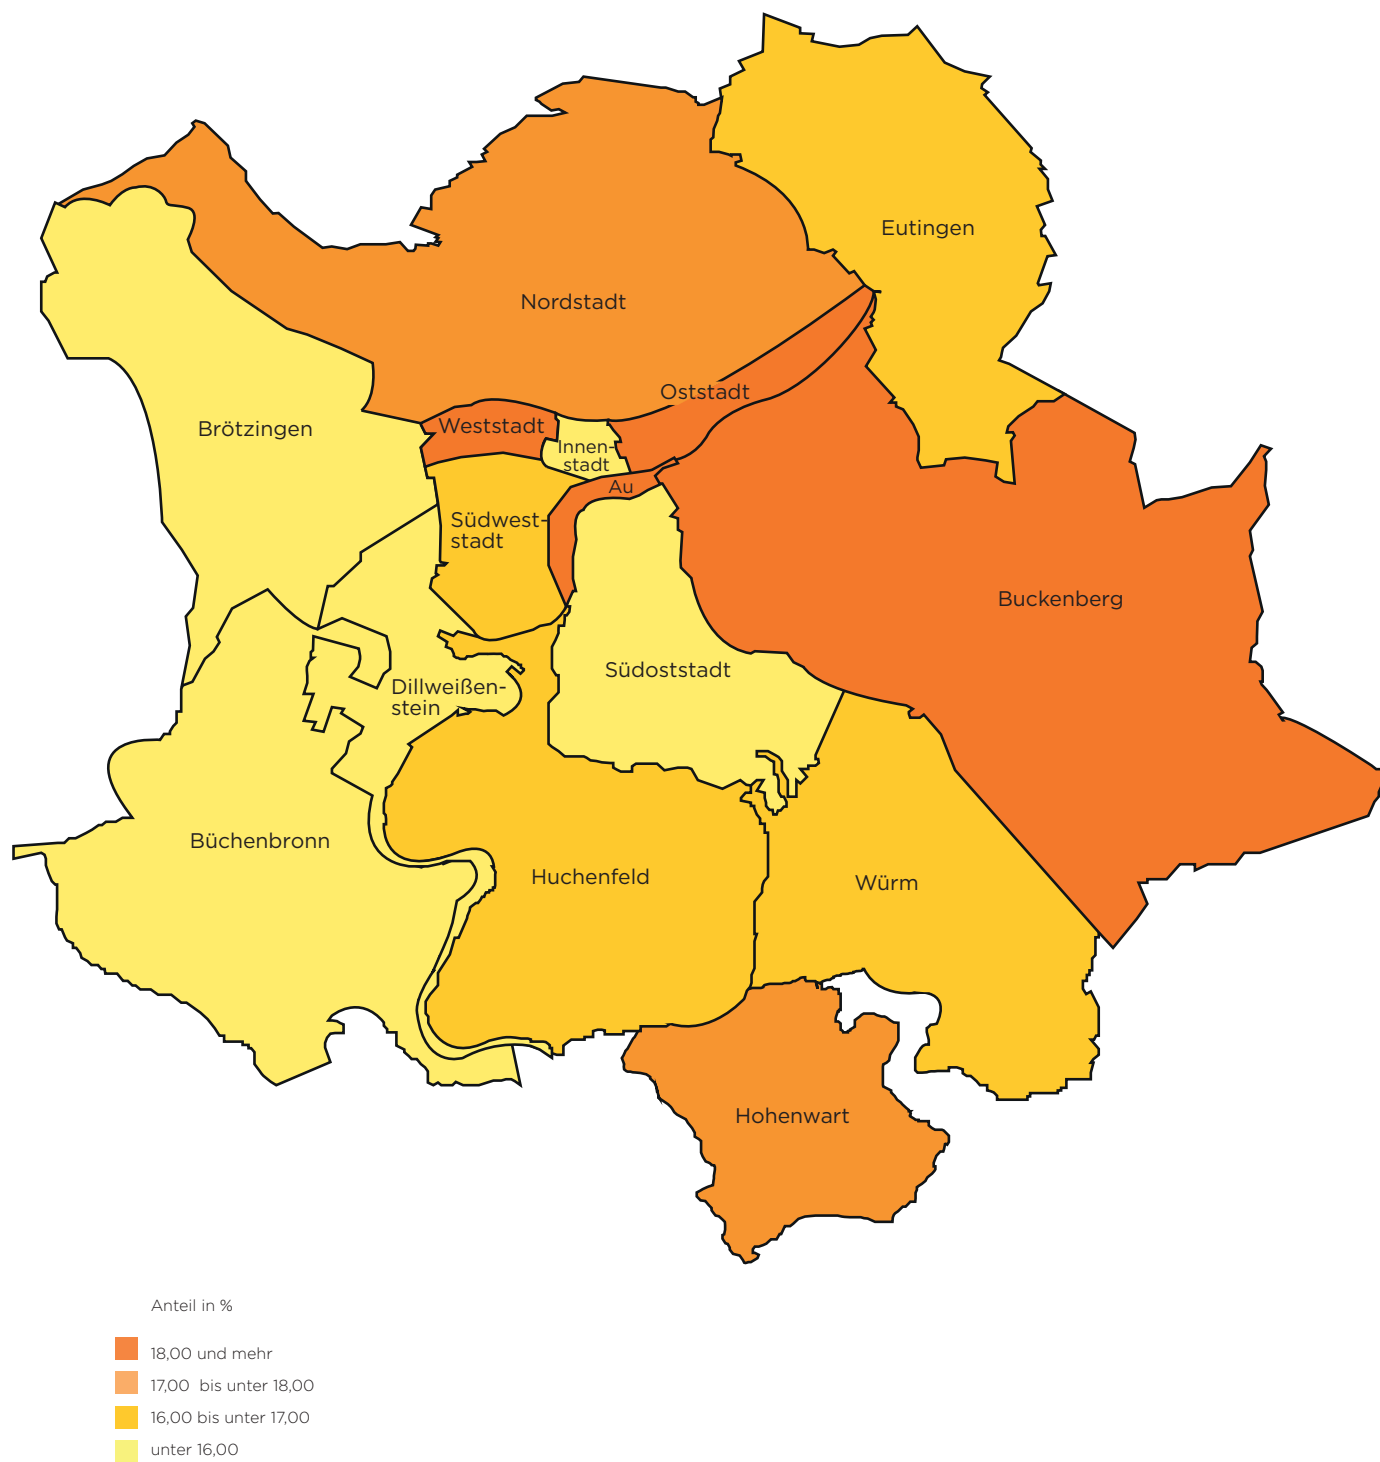 Eutingen
Nordstadt
Oststadt
Weststadt
Brötzingen
Innen-
stadt
Au
Südwest-
stadt
Buckenberg
Südoststadt
Dillweißen-
stein
Büchenbronn
Huchenfeld
Würm
Hohenwart
Anteil in %
18,00 und mehr
17,00 bis unter 18,00
16,00 bis unter 17,00
unter 16,00